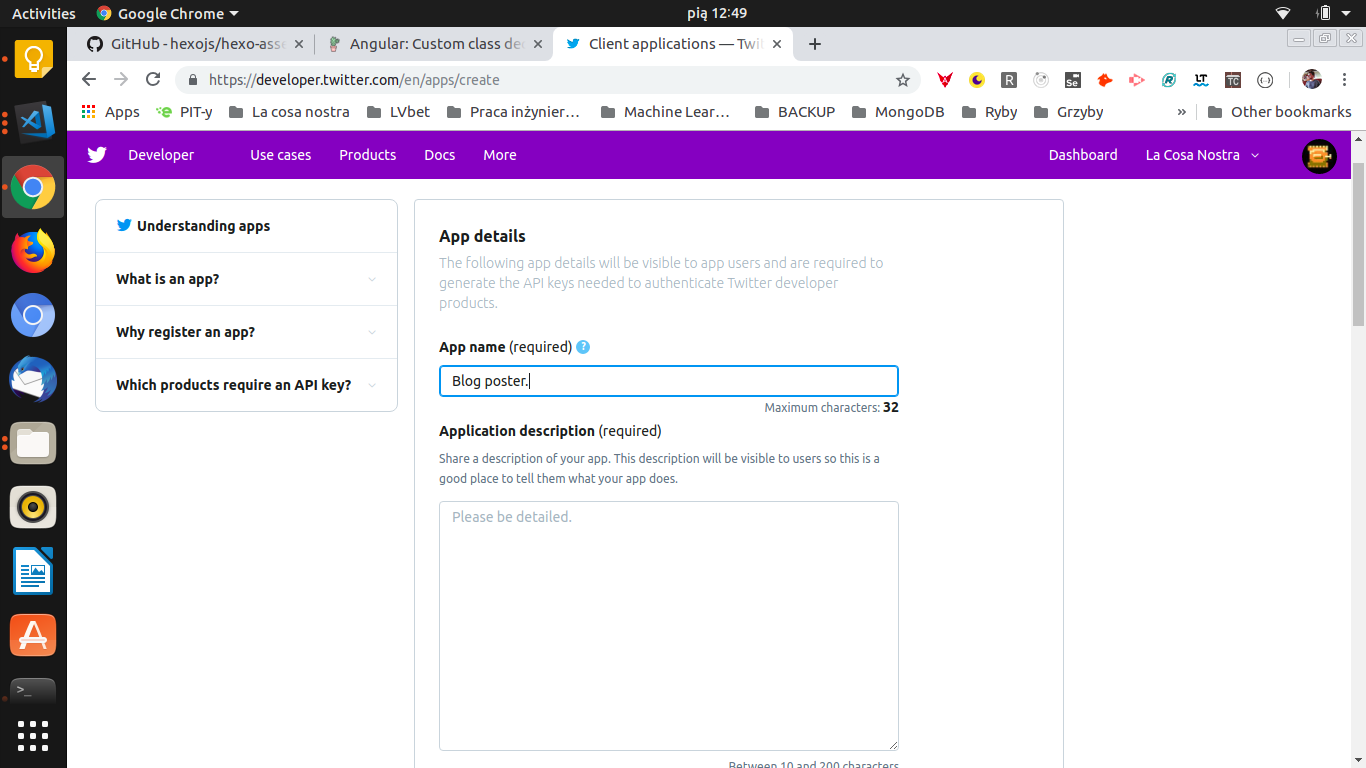 Activities Google Chrome pią 12:49
GitHub - hexojs/hexo-asse Angular: Custom class de Client applications — Twi
https://developer.twitter.com/en/apps/create
Apps PIT-y La cosa nostra LVbet Praca inżynier... Machine Lear... BACKUP MongoDB Ryby Grzyby » Other bookmarks
Developer Use cases Products Docs More Dashboard La Cosa Nostra
Understanding apps
What is an app?
Why register an app?
Which products require an API key?
App details
The following app details will be visible to app users and are required to
generate the API keys needed to authenticate Twitter developer
products.
App name (required) ?
Blog poster.
Maximum characters: 32
Application description (required)
Share a description of your app. This description will be visible to users so this is a
good place to tell them what your app does.
Please be detailed.
Between 10 and 200 characters